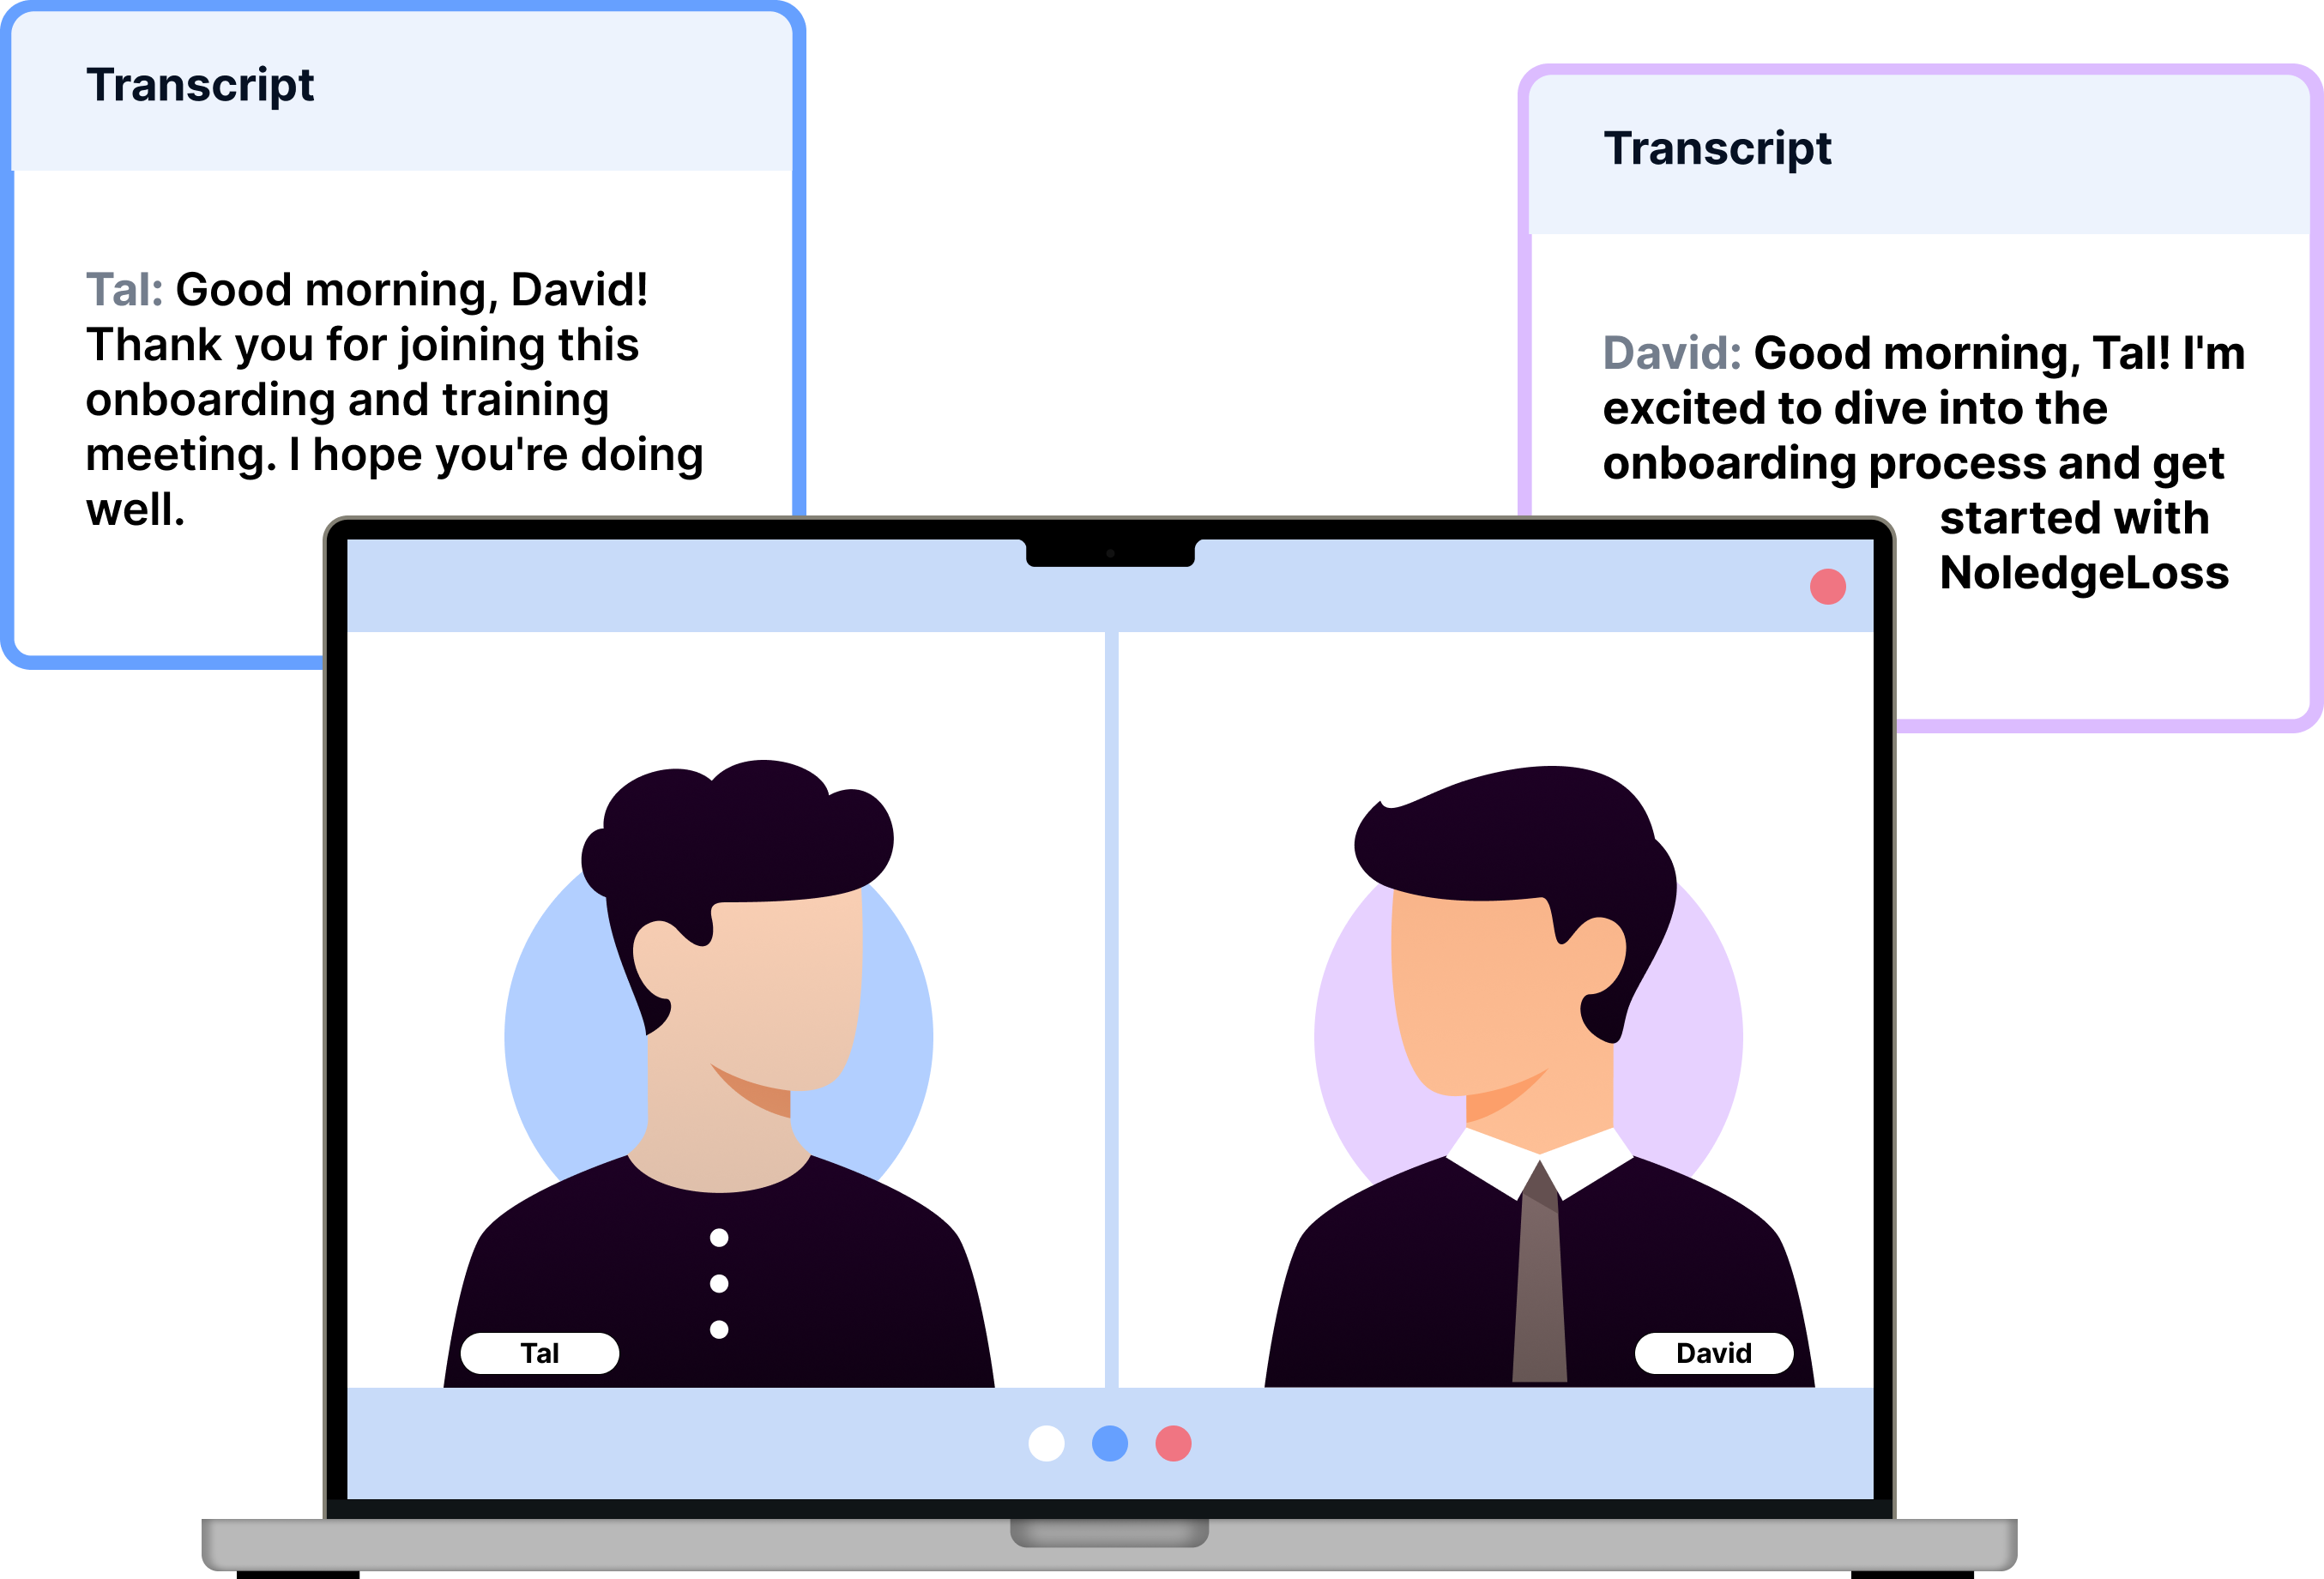 Transcript
Tal: Good morning, David!
Thank you for joining this
onboarding and training
meeting. I hope you're doing
well.
Transcript
David: Good morning, Tal! I'm
excited to dive into the
onboarding process and get
started with
NoledgeLoss
Tal
David